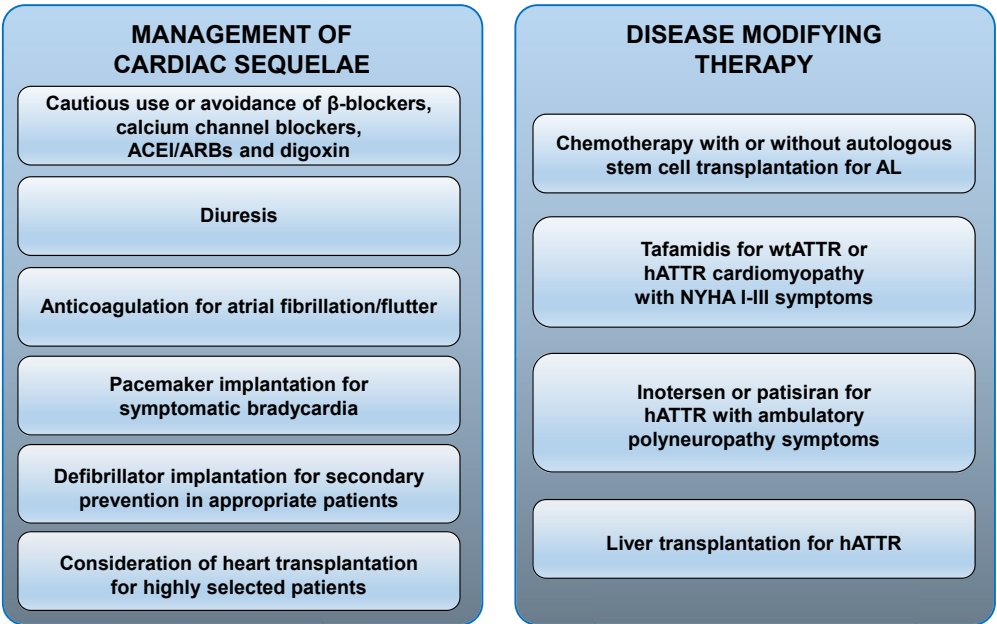 MANAGEMENT OF
CARDIAC SEQUELAE
Cautious use or avoidance of β-blockers,
calcium channel blockers,
ACEI/ARBs and digoxin
Diuresis
Anticoagulation for atrial fibrillation/flutter
Pacemaker implantation for
symptomatic bradycardia
Defibrillator implantation for secondary
prevention in appropriate patients
Consideration of heart transplantation
for highly selected patients
DISEASE MODIFYING
THERAPY
Chemotherapy with or without autologous
stem cell transplantation for AL
Tafamidis for wtATTR or
hATTR cardiomyopathy
with NYHA I-III symptoms
Inotersen or patisiran for
hATTR with ambulatory
polyneuropathy symptoms
Liver transplantation for hATTR